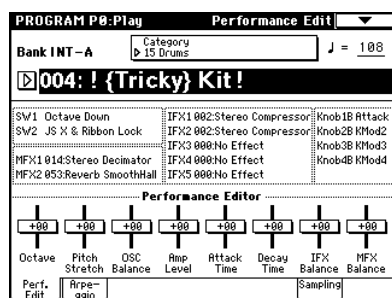 PROGRAM P0:Play Performance Edit
Bank INT-A Category ▷15 Drums ♩ = 108
004: ! {Tricky} Kit !
SW1 Octave Down IFX1 002:Stereo Compressor Knob1B Attack
SW2 JS X & Ribbon Lock IFX2 002:Stereo Compressor Knob2B KMod2
IFX3 000:No Effect Knob3B KMod3
MFX1 014:Stereo Decimator IFX4 000:No Effect Knob4B KMod4
MFX2 053:Reverb SmoothHall IFX5 000:No Effect
Performance Editor
+00 +00 +00 +00 +00 +00 +00 +00
Octave Pitch Stretch OSC Balance Amp Level Attack Time Decay Time IFX Balance MFX Balance
Perf. Edit Arpe-ggio Sampling